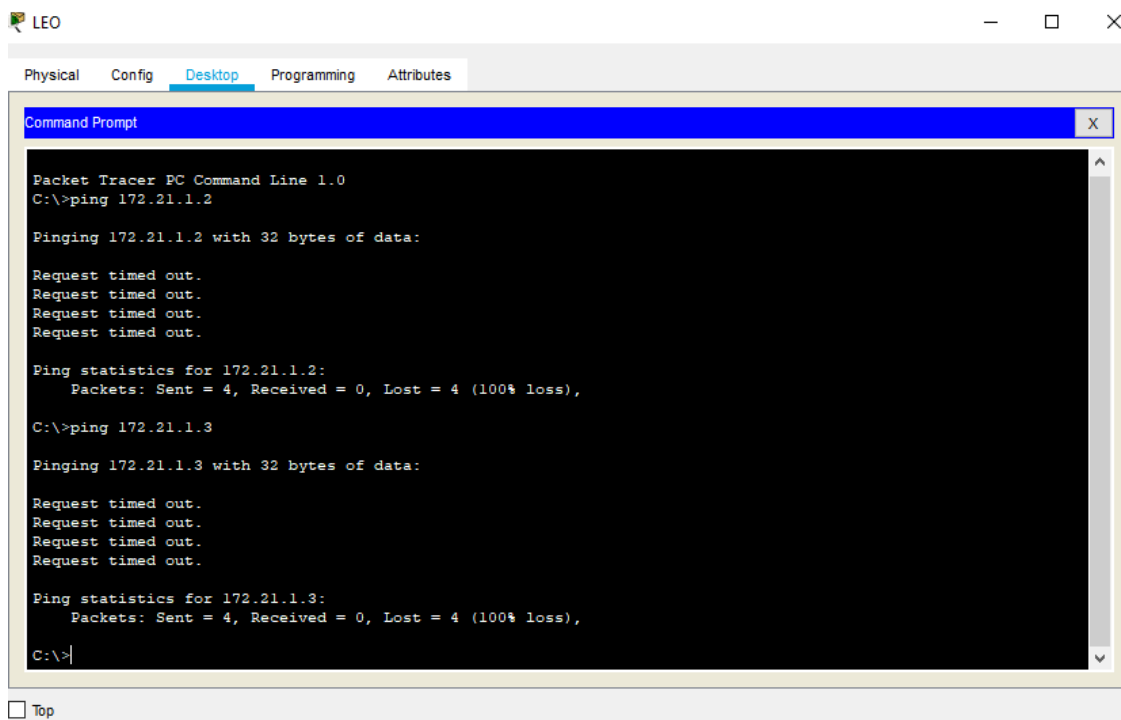 LEO
Physical Config Desktop Programming Attributes
Command Prompt
X
Packet Tracer PC Command Line 1.0
C:\>ping 172.21.1.2
Pinging 172.21.1.2 with 32 bytes of data:
Request timed out.
Request timed out.
Request timed out.
Request timed out.
Ping statistics for 172.21.1.2:
Packets: Sent = 4, Received = 0, Lost = 4 (100% loss),
C:\>ping 172.21.1.3
Pinging 172.21.1.3 with 32 bytes of data:
Request timed out.
Request timed out.
Request timed out.
Request timed out.
Ping statistics for 172.21.1.3:
Packets: Sent = 4, Received = 0, Lost = 4 (100% loss),
C:\>
Top